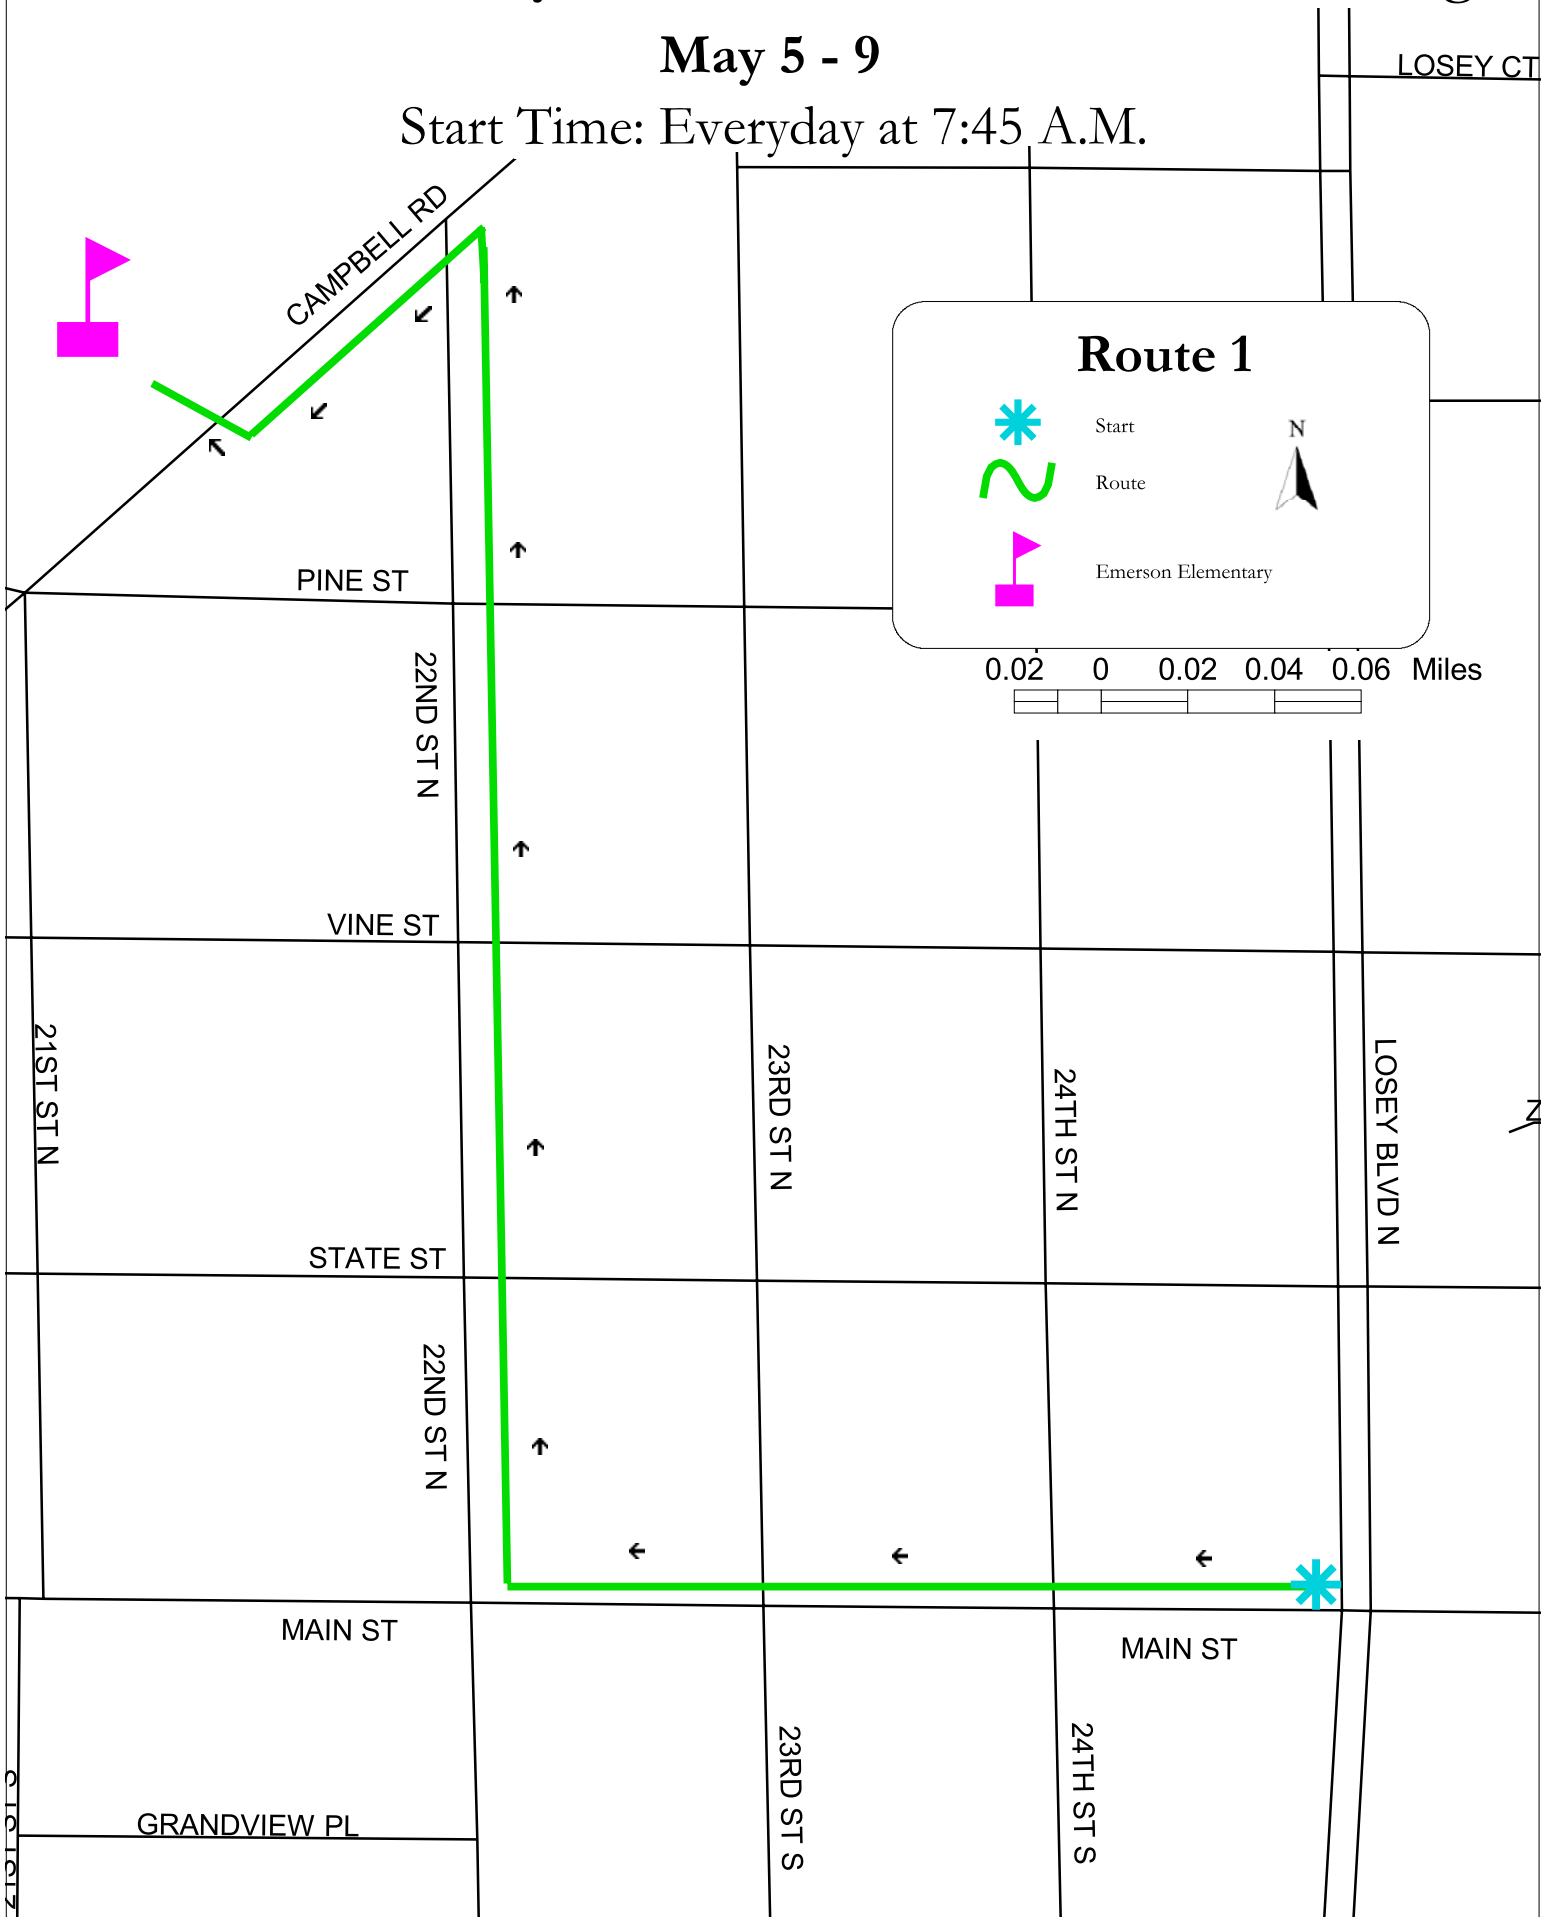 May 5 - 9
LOSEY CT
Start Time: Everyday at 7:45 A.M.
CAMPBELL RD
Route 1
Start
N
Route
Emerson Elementary
PINE ST
0.02 0 0.02 0.04 0.06 Miles
22ND ST N
VINE ST
21ST ST N
23RD ST N
24TH ST N
LOSEY BLVD N
STATE ST
22ND ST N
MAIN ST
MAIN ST
23RD ST S
24TH ST S
GRANDVIEW PL